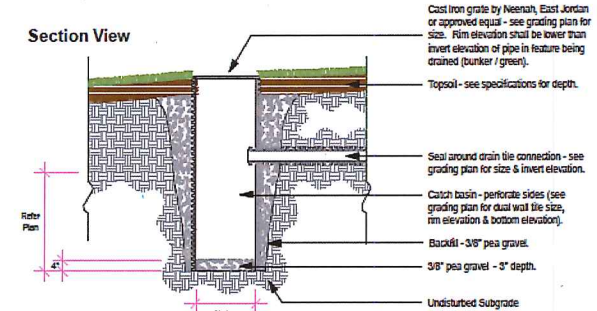 Section View
Cast Iron grate by Neenah, East Jordan
or approved equal - see grading plan for
size. Rim elevation shall be lower than
invert elevation of pipe in feature being
drained (bunker / green).
Topsoil - see specifications for depth.
Seal around drain tile connection - see
grading plan for size & invert elevation.
Catch basin - perforate sides (see
grading plan for dual wall tile size,
rim elevation & bottom elevation).
Backfill - 3/8" pea gravel.
3/8" pea gravel - 3" depth.
Undisturbed Subgrade
Refer
Plan
4"